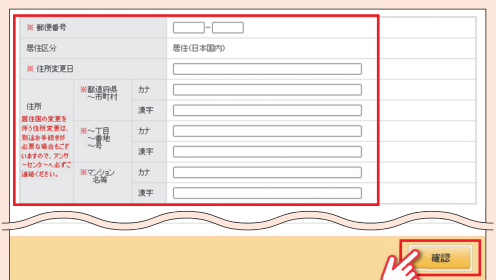 ※ 郵便番号
-
居住区分
居住(日本国内)
※ 住所変更日
住所
居住国の変更を
伴う住所変更は、
別途お手続きが
必要な場合もござ
いますので、アンサ
ーセンターへ必ずご
連絡ください。
※都道府県
～市町村
カナ
漢字
※～丁目
～番地
～号
カナ
漢字
※マンション
名等
カナ
漢字
確認